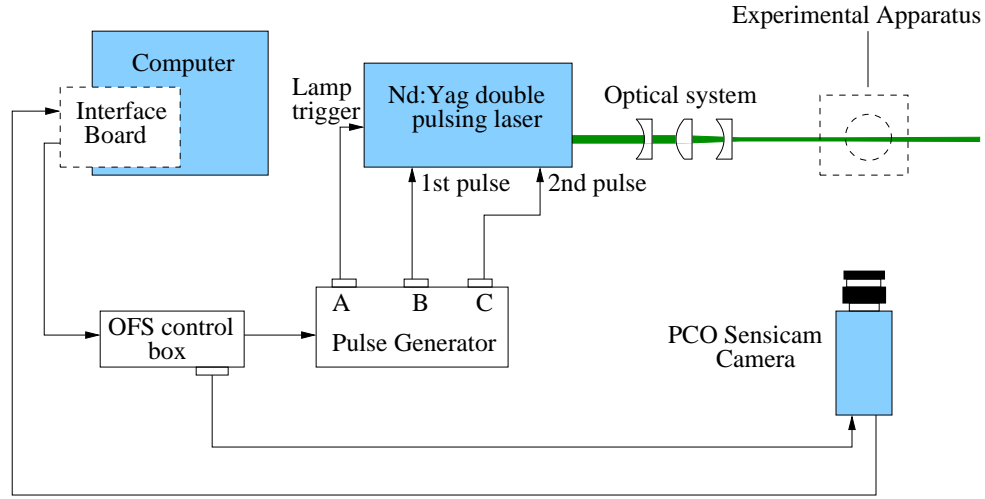 Experimental Apparatus
Computer
Interface
Board
Lamp
trigger
Nd:Yag double
pulsing laser
Optical system
1st pulse
2nd pulse
A
B
C
Pulse Generator
OFS control
box
PCO Sensicam
Camera